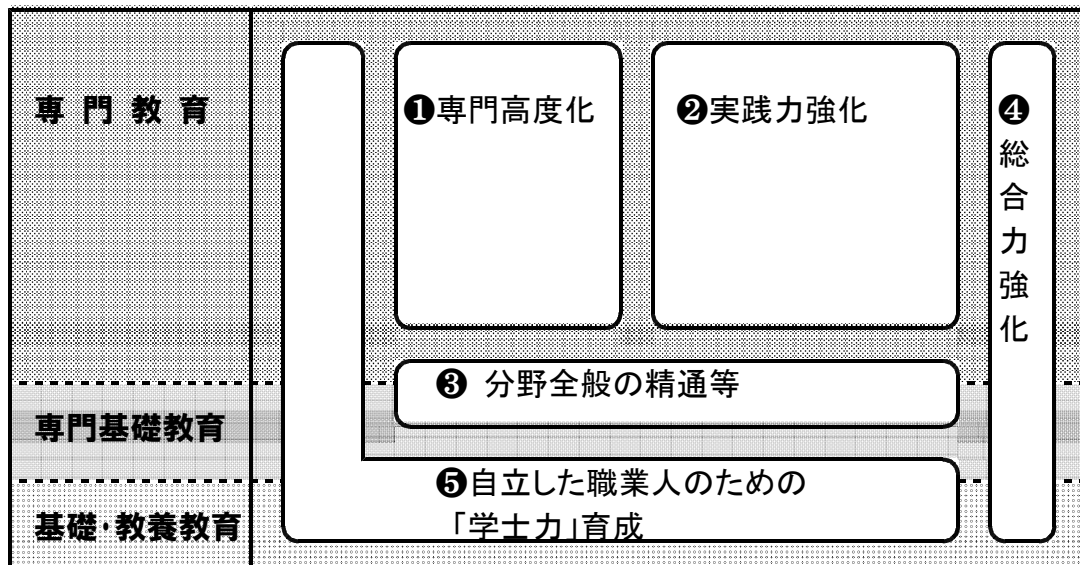 専門教育
❶専門高度化
❷実践力強化
❹総合力強化
❸ 分野全般の精通等
専門基礎教育
❺自立した職業人のための
「学士力」育成
基礎・教養教育